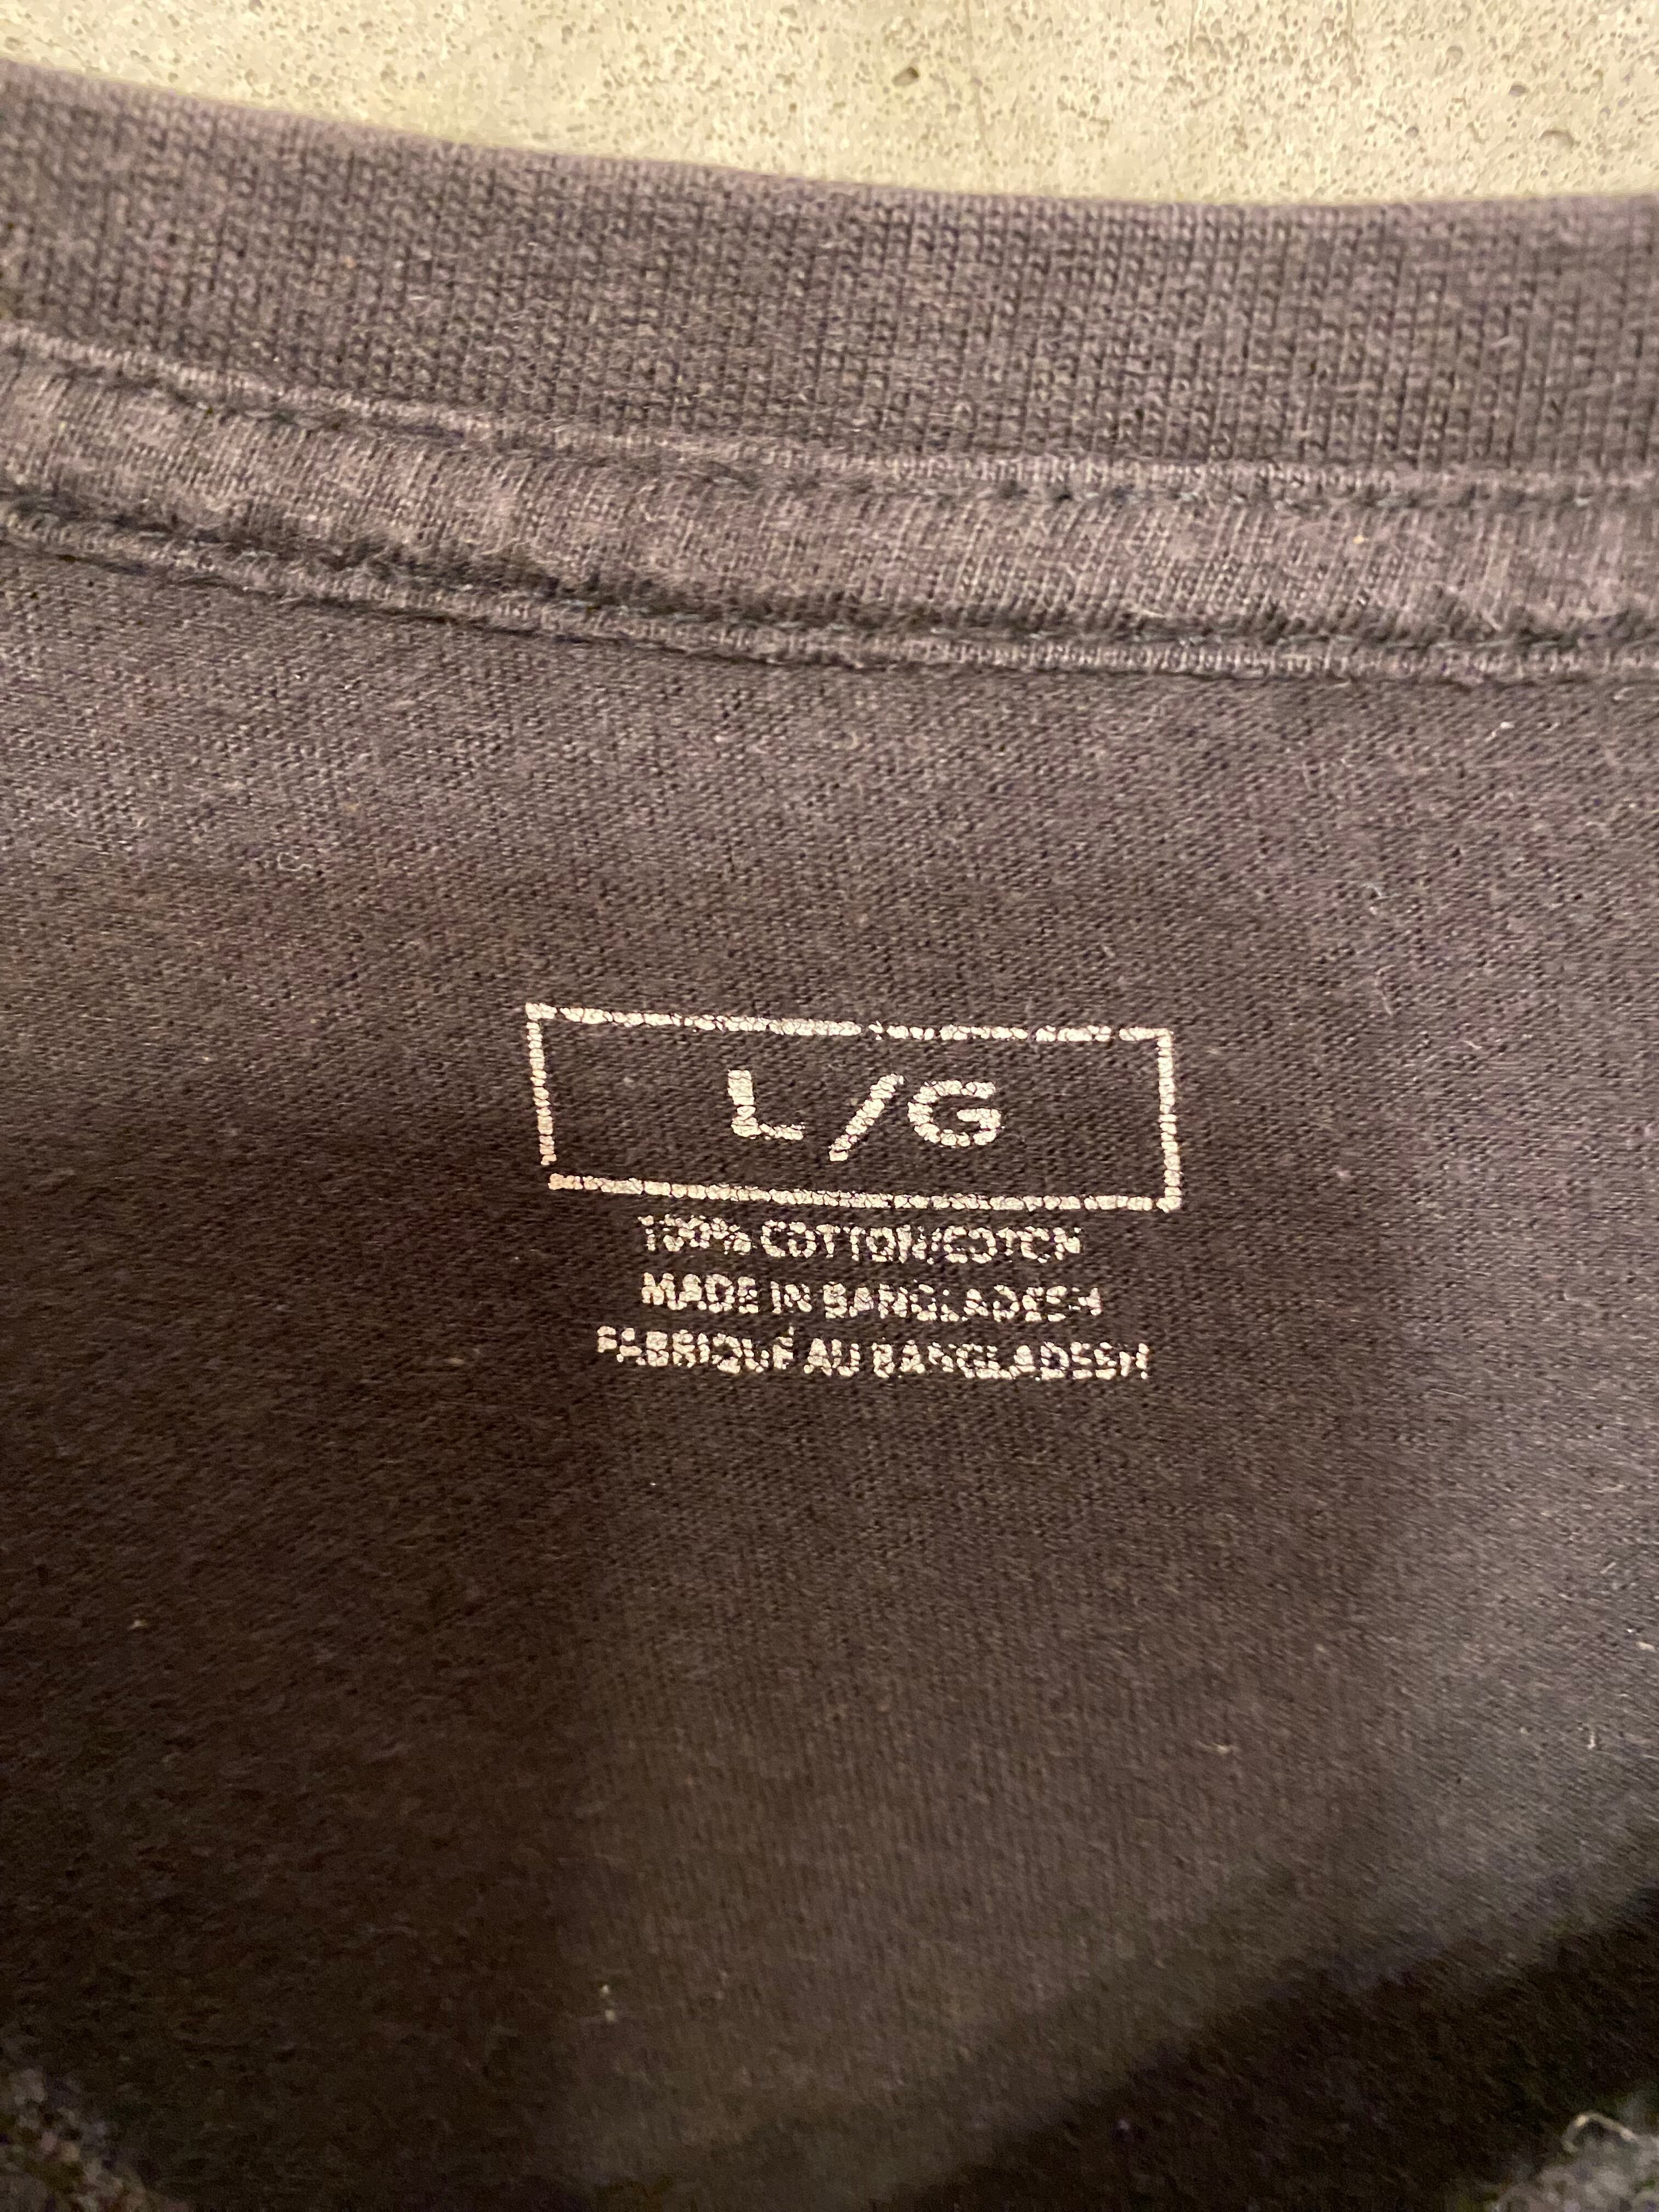 L/G
100% COTTON/COTON
MADE IN BANGLADESH
FABRIQUÉ AU BANGLADESH